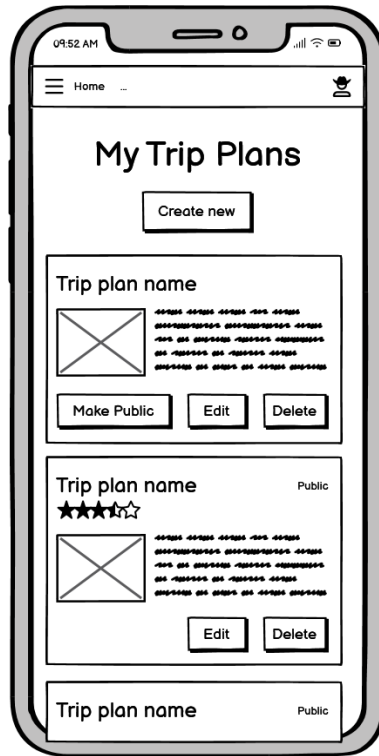 09:52 AM
Home ...
My Trip Plans
Create new
Trip plan name
Make Public Edit Delete
Trip plan name Public
Edit Delete
Trip plan name Public